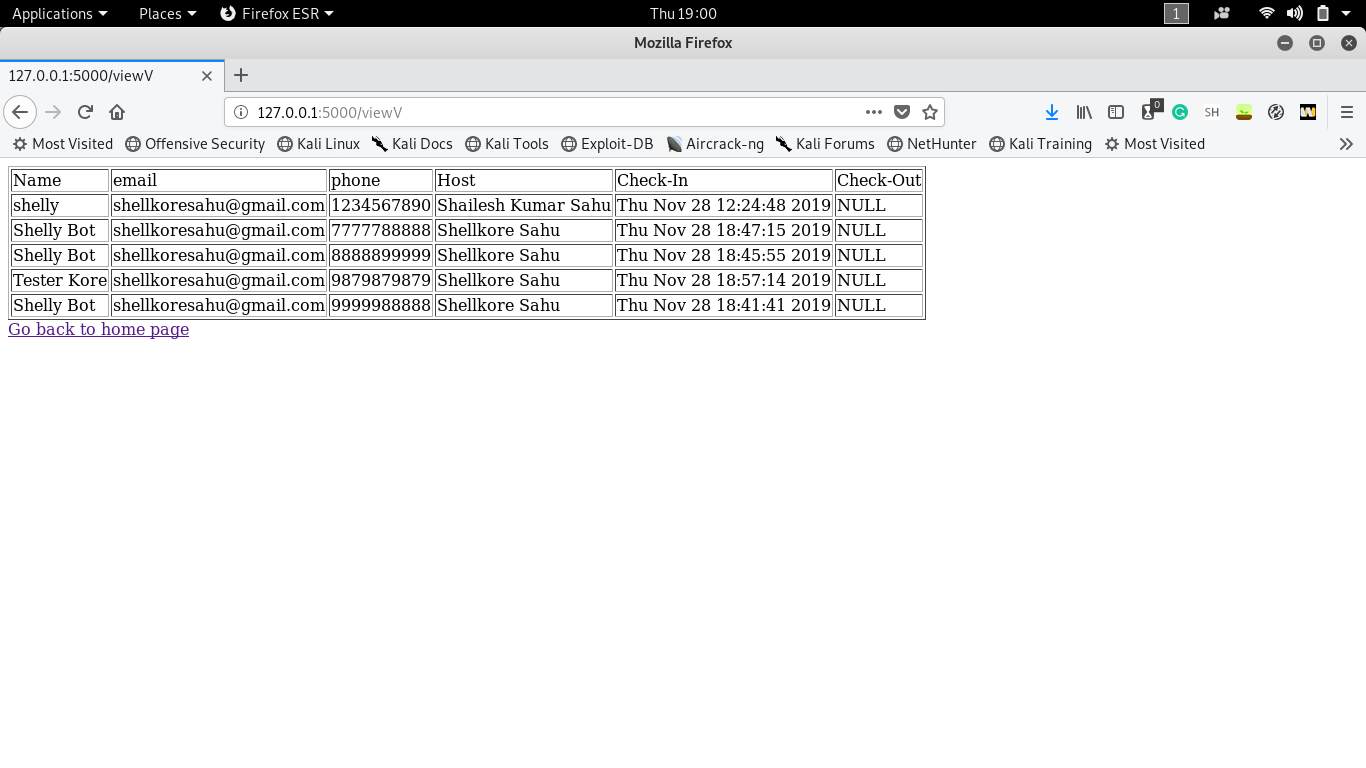 Applications Places Firefox ESR Thu 19:00 1
Mozilla Firefox
127.0.0.1:5000/viewV
127.0.0.1:5000/viewV 0 SH
Most Visited Offensive Security Kali Linux Kali Docs Kali Tools Exploit-DB Aircrack-ng Kali Forums NetHunter Kali Training Most Visited
Name email phone Host Check-In Check-Out
shelly shellkoresahu@gmail.com 1234567890 Shailesh Kumar Sahu Thu Nov 28 12:24:48 2019 NULL
Shelly Bot shellkoresahu@gmail.com 7777788888 Shellkore Sahu Thu Nov 28 18:47:15 2019 NULL
Shelly Bot shellkoresahu@gmail.com 8888899999 Shellkore Sahu Thu Nov 28 18:45:55 2019 NULL
Tester Kore shellkoresahu@gmail.com 9879879879 Shellkore Sahu Thu Nov 28 18:57:14 2019 NULL
Shelly Bot shellkoresahu@gmail.com 9999988888 Shellkore Sahu Thu Nov 28 18:41:41 2019 NULL
Go back to home page